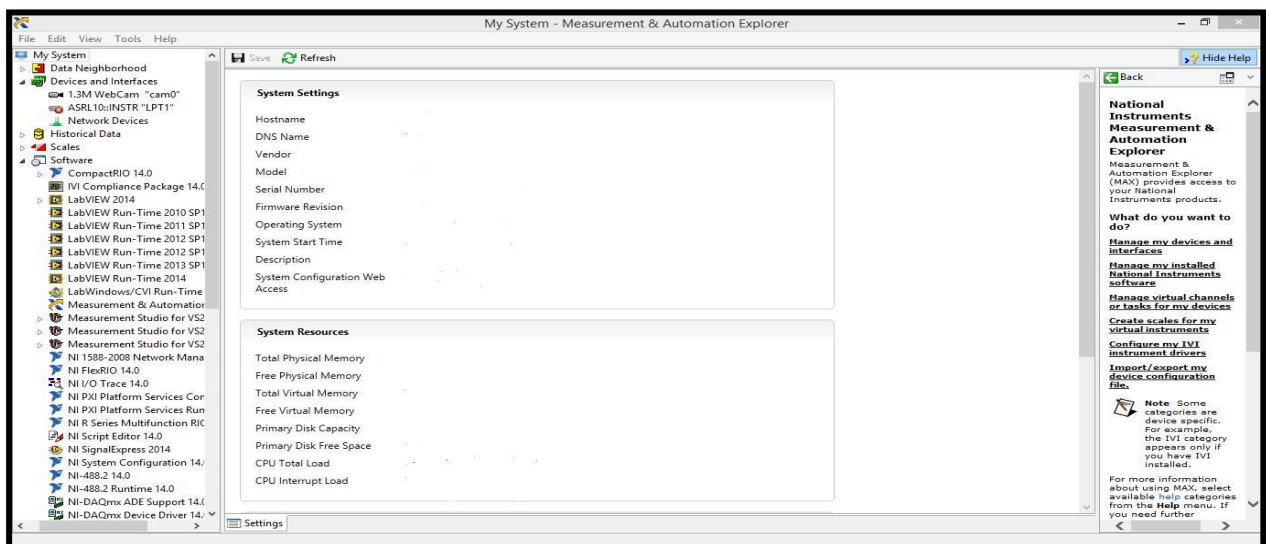 My System - Measurement & Automation Explorer
File Edit View Tools Help
My System
Data Neighborhood
Devices and Interfaces
1.3M WebCam "cam0"
ASRL10::INSTR "LPT1"
Network Devices
Historical Data
Scales
Software
CompactRIO 14.0
IVI Compliance Package 14.0
LabVIEW 2014
LabVIEW Run-Time 2010 SP1
LabVIEW Run-Time 2011 SP1
LabVIEW Run-Time 2012 SP1
LabVIEW Run-Time 2012 SP1
LabVIEW Run-Time 2013 SP1
LabVIEW Run-Time 2014
LabWindows/CVI Run-Time
Measurement & Automation
Measurement Studio for VS2
Measurement Studio for VS2
Measurement Studio for VS2
NI 1588-2008 Network Mana
NI FlexRIO 14.0
NI I/O Trace 14.0
NI PXI Platform Services Con
NI PXI Platform Services Run
NI R Series Multifunction RIO
NI Script Editor 14.0
NI SignalExpress 2014
NI System Configuration 14.
NI-488.2 14.0
NI-488.2 Runtime 14.0
NI-DAQmx ADE Support 14.0
NI-DAQmx Device Driver 14.
Save Refresh
Hide Help
System Settings
Hostname
DNS Name
Vendor
Model
Serial Number
Firmware Revision
Operating System
System Start Time
Description
System Configuration Web
Access
System Resources
Total Physical Memory
Free Physical Memory
Total Virtual Memory
Free Virtual Memory
Primary Disk Capacity
Primary Disk Free Space
CPU Total Load
CPU Interrupt Load
Settings
Back
National
Instruments
Measurement &
Automation
Explorer
Measurement &
Automation Explorer
(MAX) provides access to
your National
Instruments products.
What do you want to
do?
Manage my devices and
interfaces
Manage my installed
National Instruments
software
Manage virtual channels
or tasks for my devices
Create scales for my
virtual instruments
Configure my IVI
instrument drivers
Import/export my
device configuration
file.
Note Some
categories are
device specific.
For example,
the IVI category
appears only if
you have IVI
installed.
For more information
about using MAX, select
available help categories
from the Help menu. If
you need further